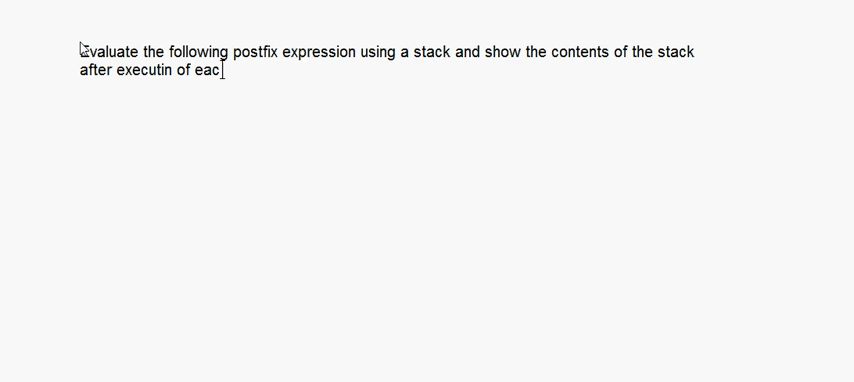 Evaluate the following postfix expression using a stack and show the contents of the stack
after executin of eac